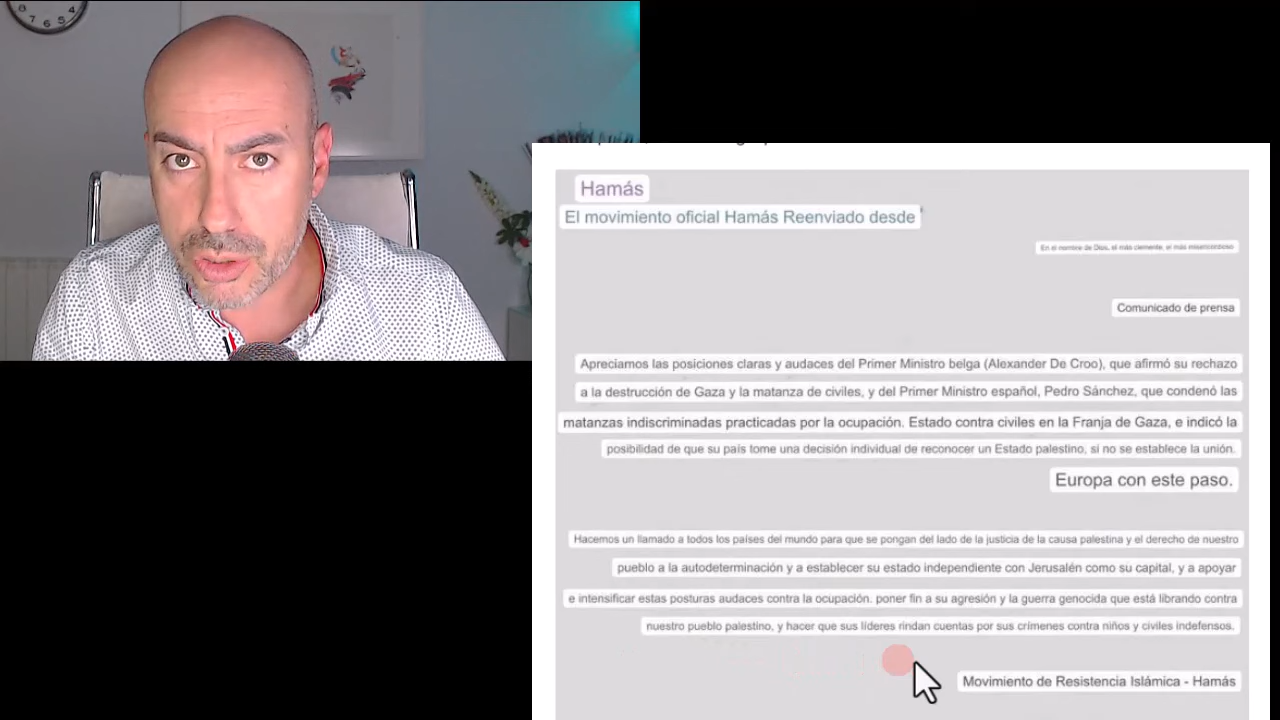 Hamás
El movimiento oficial Hamás Reenviado desde
En el nombre de Dios, el más clemente, el más misericordioso
Comunicado de prensa
Apreciamos las posiciones claras y audaces del Primer Ministro belga (Alexander De Croo), que afirmó su rechazo
a la destrucción de Gaza y la matanza de civiles, y del Primer Ministro español, Pedro Sánchez, que condenó las
matanzas indiscriminadas practicadas por la ocupación. Estado contra civiles en la Franja de Gaza, e indicó la
posibilidad de que su país tome una decisión individual de reconocer un Estado palestino, si no se establece la unión.
Europa con este paso.
Hacemos un llamado a todos los países del mundo para que se pongan del lado de la justicia de la causa palestina y el derecho de nuestro
pueblo a la autodeterminación y a establecer su estado independiente con Jerusalén como su capital, y a apoyar
e intensificar estas posturas audaces contra la ocupación. poner fin a su agresión y la guerra genocida que está librando contra
nuestro pueblo palestino, y hacer que sus líderes rindan cuentas por sus crímenes contra niños y civiles indefensos.
Movimiento de Resistencia Islámica - Hamás